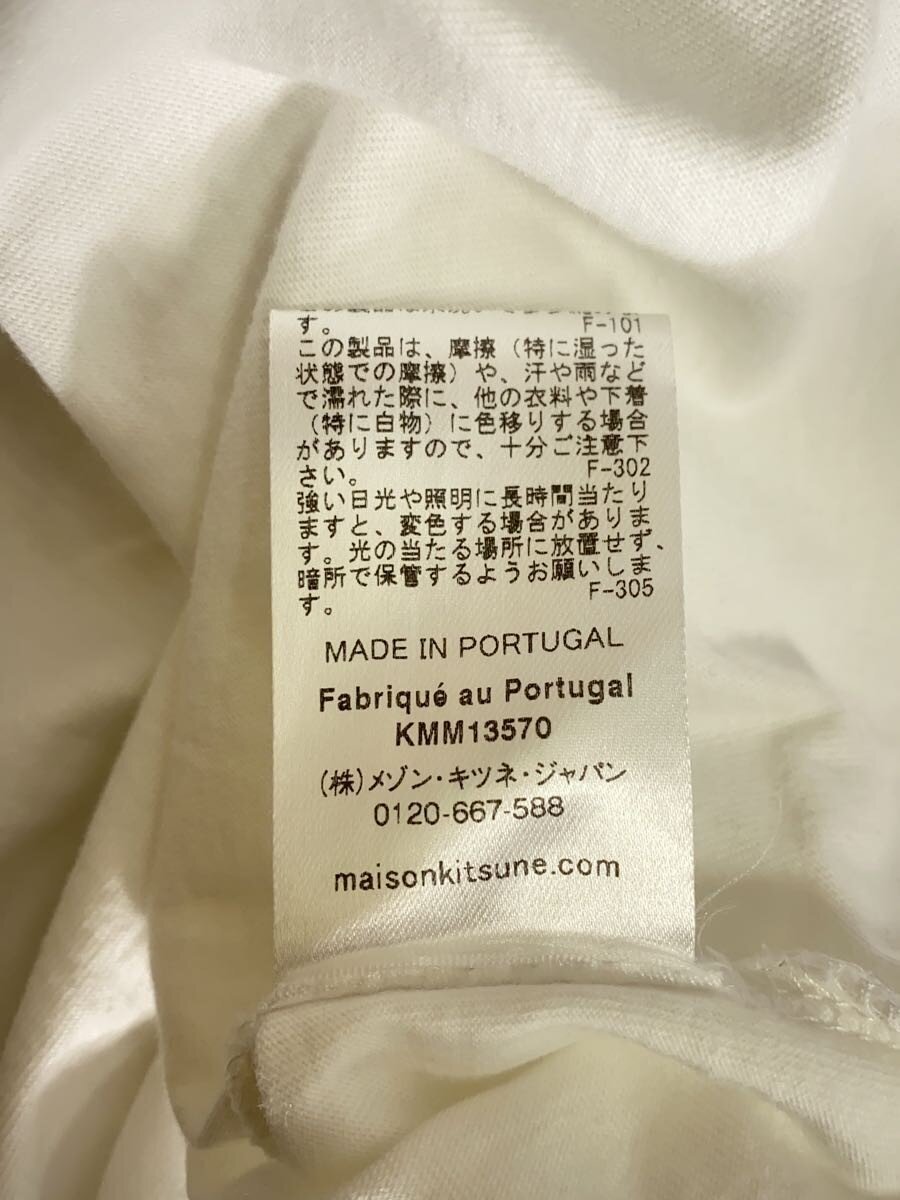 す。 F-101
この製品は、摩擦（特に湿った
状態での摩擦）や、汗や雨など
で濡れた際に、他の衣料や下着
（特に白物）に色移りする場合
がありますので、十分ご注意下
さい。 F-302
強い日光や照明に長時間当たり
ますと、変色する場合がありま
す。光の当たる場所に放置せず、
暗所で保管するようお願いしま
す。 F-305
MADE IN PORTUGAL
Fabriqué au Portugal
KMM13570
(株)メゾン・キツネ・ジャパン
0120-667-588
maisonkitsune.com